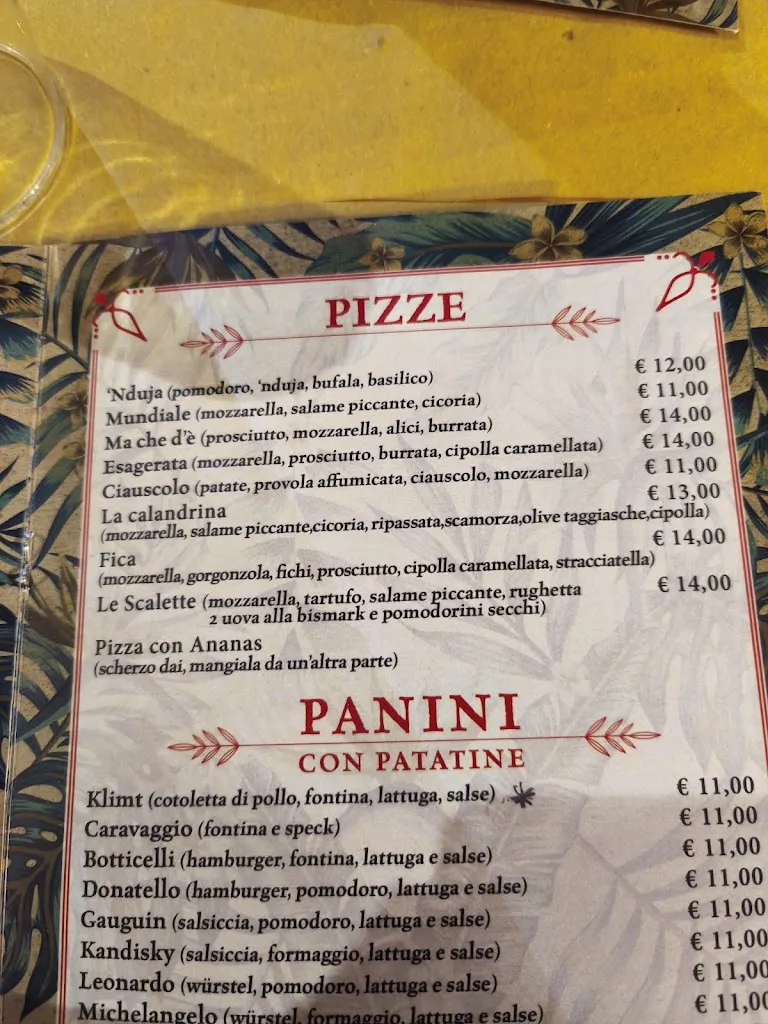 PIZZE
'Nduja (pomodoro, 'nduja, bufala, basilico) € 12,00
Mundiale (mozzarella, salame piccante, cicoria) € 11,00
Ma che d'è (prosciutto, mozzarella, alici, burrata) € 14,00
Esagerata (mozzarella, prosciutto, burrata, cipolla caramellata) € 14,00
Ciauscolo (patate, provola affumicata, ciauscolo, mozzarella) € 11,00
La calandrina € 13,00
(mozzarella, salame piccante,cicoria, ripassata,scamorza,olive taggiasche,cipolla)
Fica € 14,00
(mozzarella, gorgonzola, fichi, prosciutto, cipolla caramellata, stracciatella)
Le Scalette (mozzarella, tartufo, salame piccante, rughetta € 14,00
2 uova alla bismark e pomodorini secchi)
Pizza con Ananas
(scherzo dai, mangiala da un'altra parte)
PANINI
CON PATATINE
Klimt (cotoletta di pollo, fontina, lattuga, salse) € 11,00
Caravaggio (fontina e speck) € 11,00
Botticelli (hamburger, fontina, lattuga e salse) € 11,00
Donatello (hamburger, pomodoro, lattuga e salse) € 11,00
Gauguin (salsiccia, pomodoro, lattuga e salse) € 11,00
Kandisky (salsiccia, formaggio, lattuga e salse) € 11,00
Leonardo (würstel, pomodoro, lattuga e salse) € 11,00
Michelangelo (würstel, formaggio, lattuga e salse) € 11,00